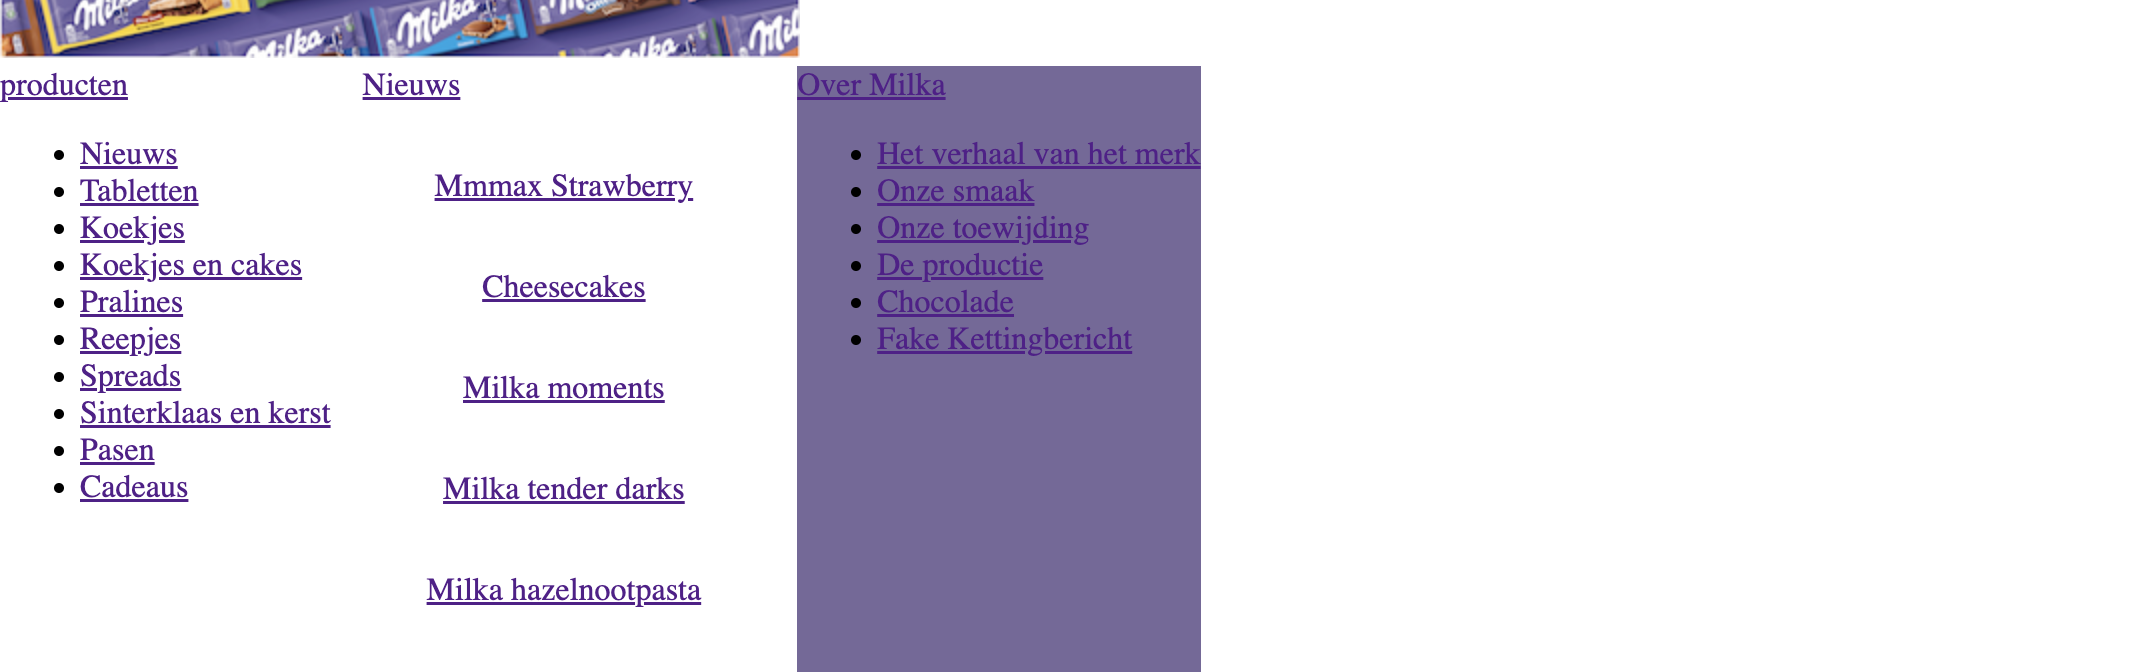 Milka
Milka
Milka
Milka
Milka
producten
Nieuws
Tabletten
Koekjes
Koekjes en cakes
Pralines
Reepjes
Spreads
Sinterklaas en kerst
Pasen
Cadeaus
Nieuws
Mmmax Strawberry
Cheesecakes
Milka moments
Milka tender darks
Milka hazelnootpasta
Over Milka
Het verhaal van het merk
Onze smaak
Onze toewijding
De productie
Chocolade
Fake Kettingbericht